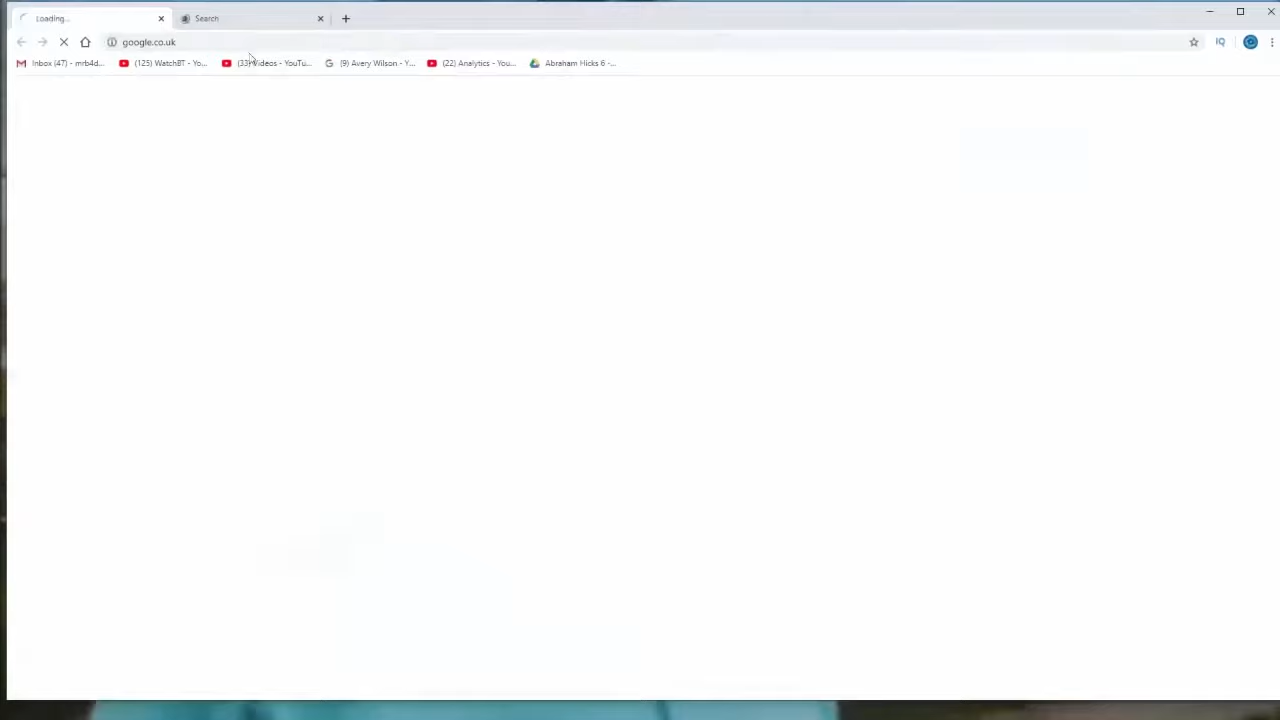 Loading...
Search
google.co.uk
IQ
Inbox (47) - mrb4d...
(125) WatchBT - Yo...
(33) Videos - YouTu...
(9) Avery Wilson - Y...
(22) Analytics - You...
Abraham Hicks 6 -...